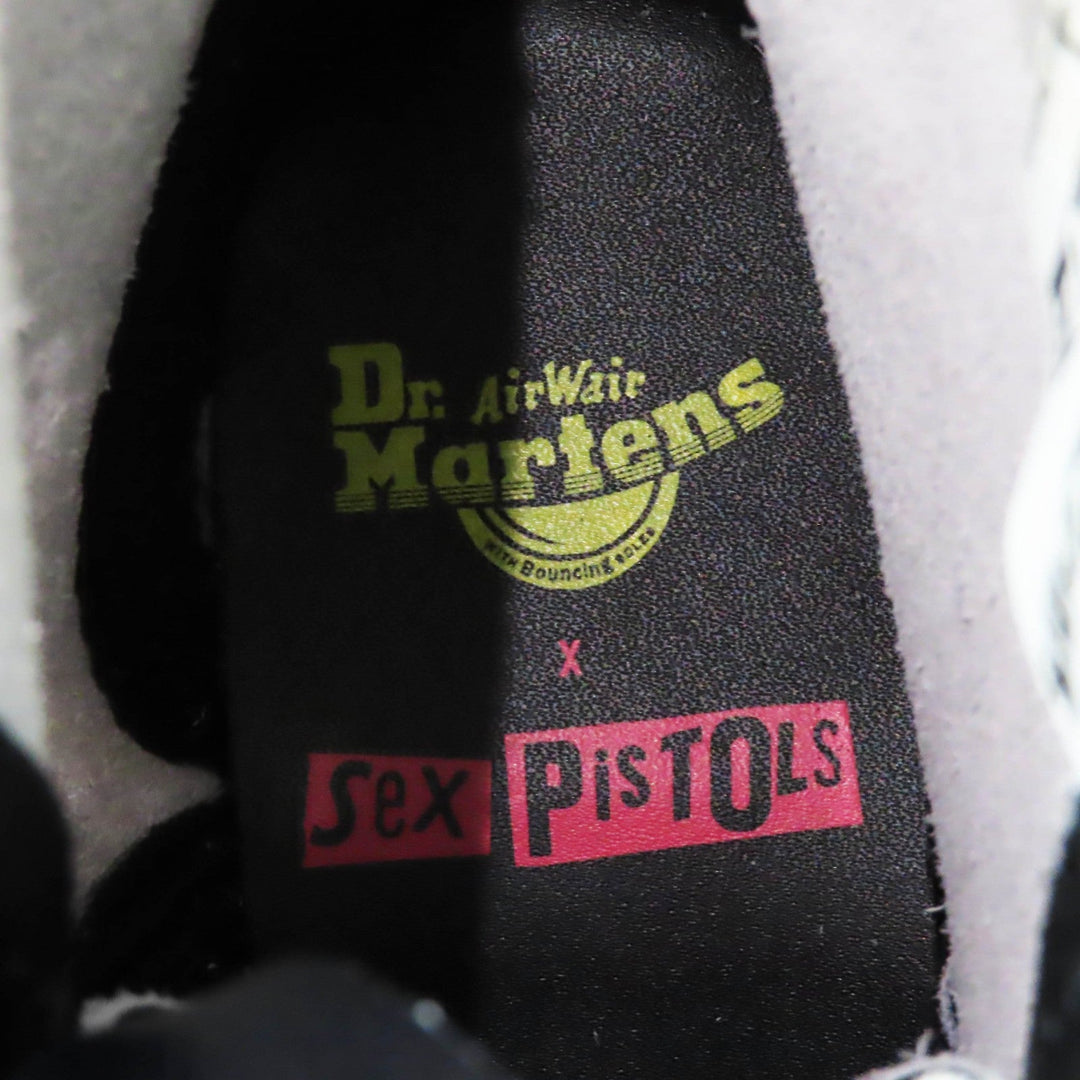 Dr. AirWair
Martens
WITH Bouncing SOLES
X
Sex PisTOLS